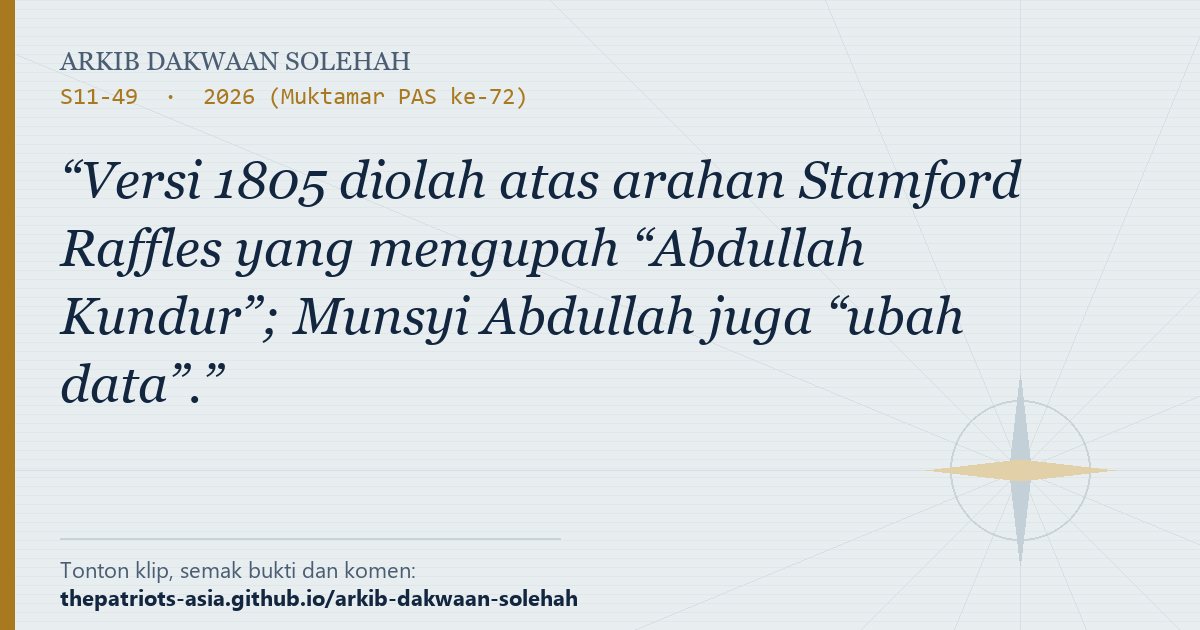 ARKIB DAKWAAN SOLEHAH
S11-49 · 2026 (Muktamar PAS ke-72)
“Versi 1805 diolah atas arahan Stamford
Raffles yang mengupah “Abdullah
Kundur”; Munsyi Abdullah juga “ubah
data”.”
Tonton klip, semak bukti dan komen:
thepatriots-asia.github.io/arkib-dakwaan-solehah